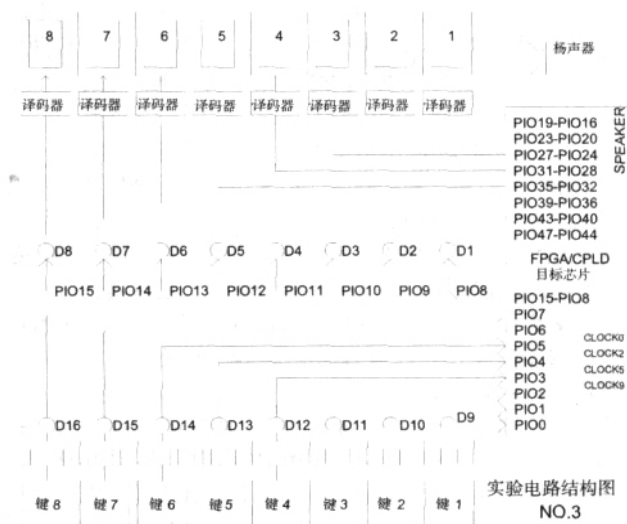 8 7 6 5 4 3 2 1
扬声器
译码器 译码器 译码器 译码器 译码器 译码器 译码器 译码器
SPEAKER
PIO19-PIO16
PIO23-PIO20
PIO27-PIO24
PIO31-PIO28
PIO35-PIO32
PIO39-PIO36
PIO43-PIO40
PIO47-PIO44
D8 D7 D6 D5 D4 D3 D2 D1
FPGA/CPLD
目标芯片
PIO15 PIO14 PIO13 PIO12 PIO11 PIO10 PIO9 PIO8
PIO15-PIO8
PIO7
PIO6
PIO5 CLOCK0
PIO4 CLOCK2
PIO3 CLOCK5
PIO2 CLOCK9
PIO1
PIO0
D16 D15 D14 D13 D12 D11 D10 D9
键8 键7 键6 键5 键4 键3 键2 键1
实验电路结构图
NO.3